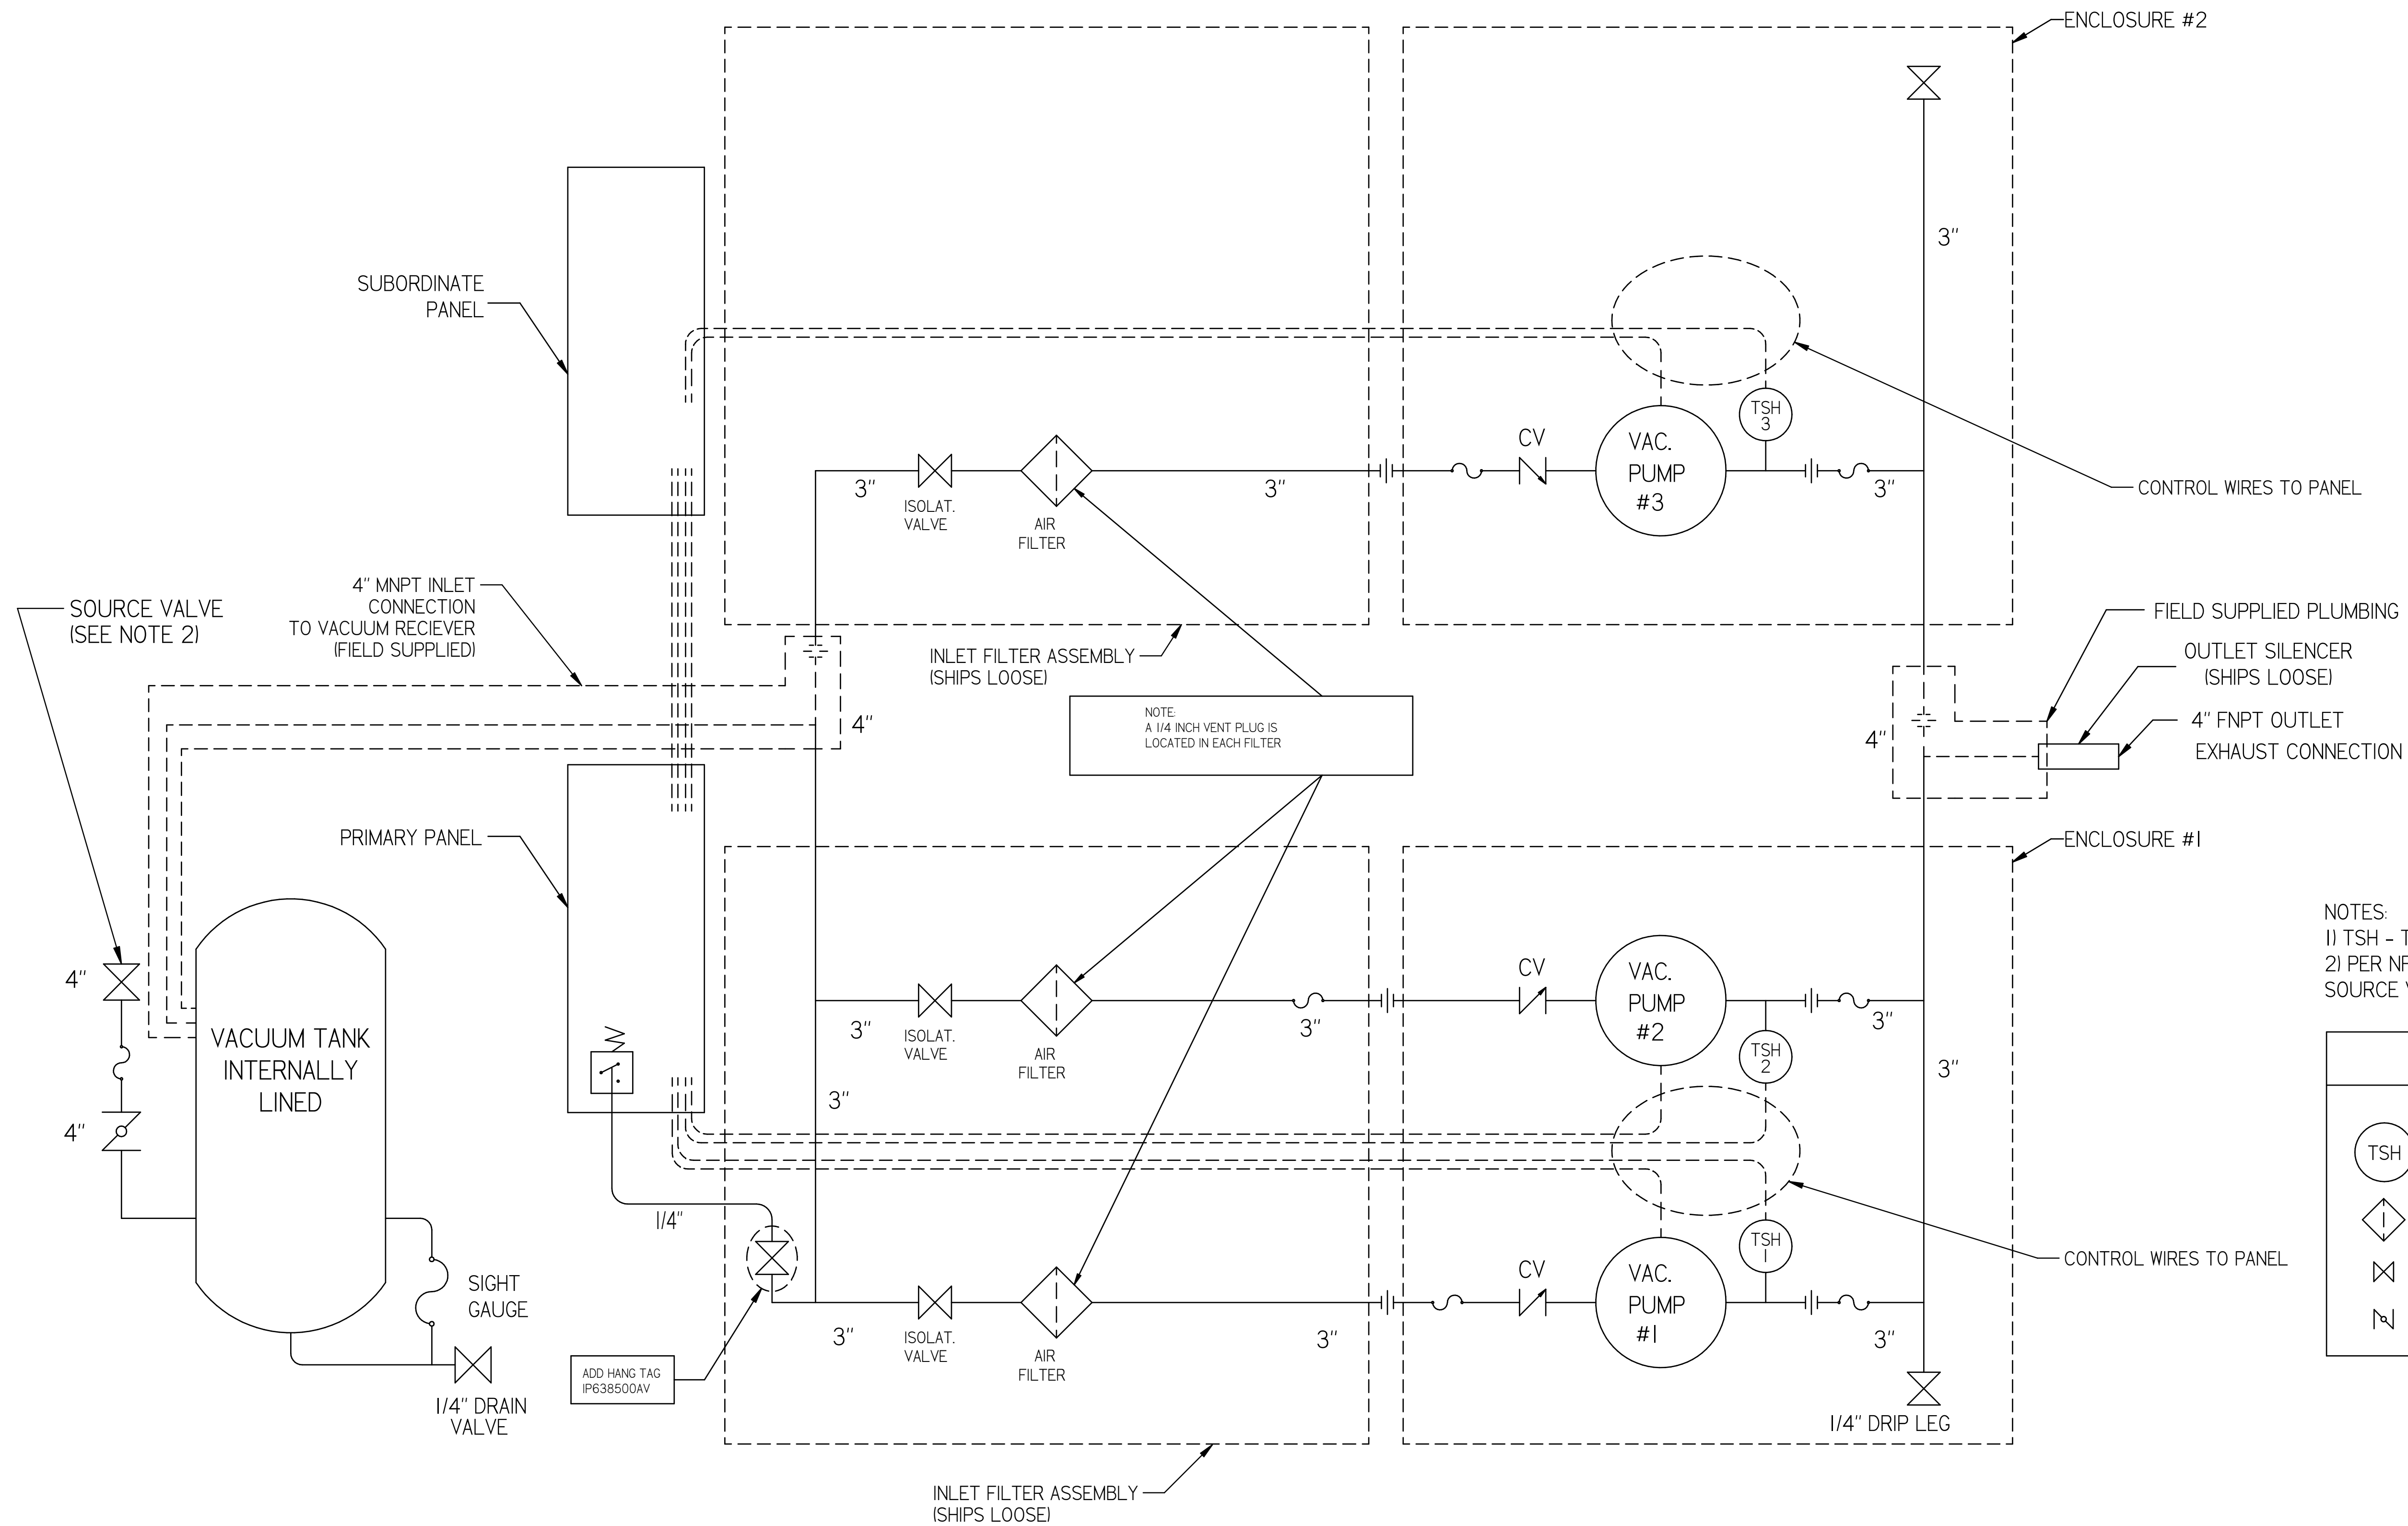 ENCLOSURE #2
3"
SUBORDINATE
PANEL
TSH
3
CV
VAC.
PUMP
#3
3"
ISOLAT.
VALVE
AIR
FILTER
3"
3"
CONTROL WIRES TO PANEL
4" MNPT INLET
CONNECTION
TO VACUUM RECIEVER
(FIELD SUPPLIED)
SOURCE VALVE
(SEE NOTE 2)
INLET FILTER ASSEMBLY
(SHIPS LOOSE)
FIELD SUPPLIED PLUMBING
OUTLET SILENCER
(SHIPS LOOSE)
4" FNPT OUTLET
EXHAUST CONNECTION
4"
NOTE:
A 1/4 INCH VENT PLUG IS
LOCATED IN EACH FILTER
4"
PRIMARY PANEL
ENCLOSURE #1
NOTES:
1) TSH - T
2) PER NF
SOURCE V
4"
VACUUM TANK
INTERNALLY
LINED
4"
CV
VAC.
PUMP
#2
3"
ISOLAT.
VALVE
AIR
FILTER
3"
3"
TSH
2
3"
3"
TSH
1/4"
TSH
1
CONTROL WIRES TO PANEL
CV
VAC.
PUMP
#1
SIGHT
GAUGE
3"
ISOLAT.
VALVE
AIR
FILTER
3"
3"
ADD HANG TAG
IP638500AV
1/4" DRAIN
VALVE
1/4" DRIP LEG
INLET FILTER ASSEMBLY
(SHIPS LOOSE)